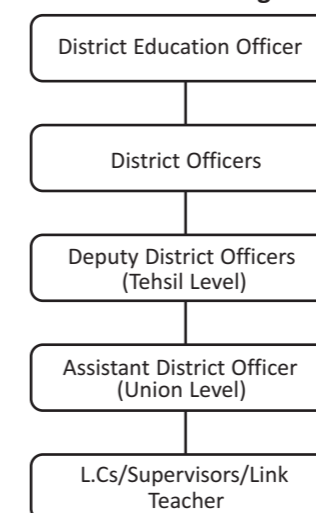 District Education Officer
District Officers
Deputy District Officers
(Tehsil Level)
Assistant District Officer
(Union Level)
L.Cs/Supervisors/Link
Teacher